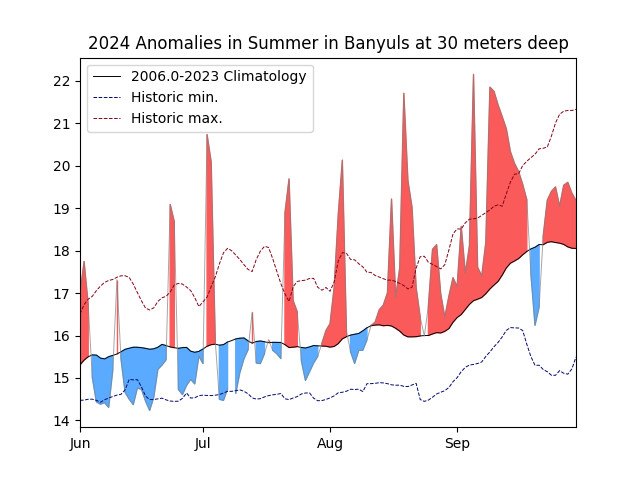 2024 Anomalies in Summer in Banyuls at 30 meters deep
2006.0-2023 Climatology
Historic min.
Historic max.
22
21
20
19
18
17
16
15
14
Jun Jul Aug Sep